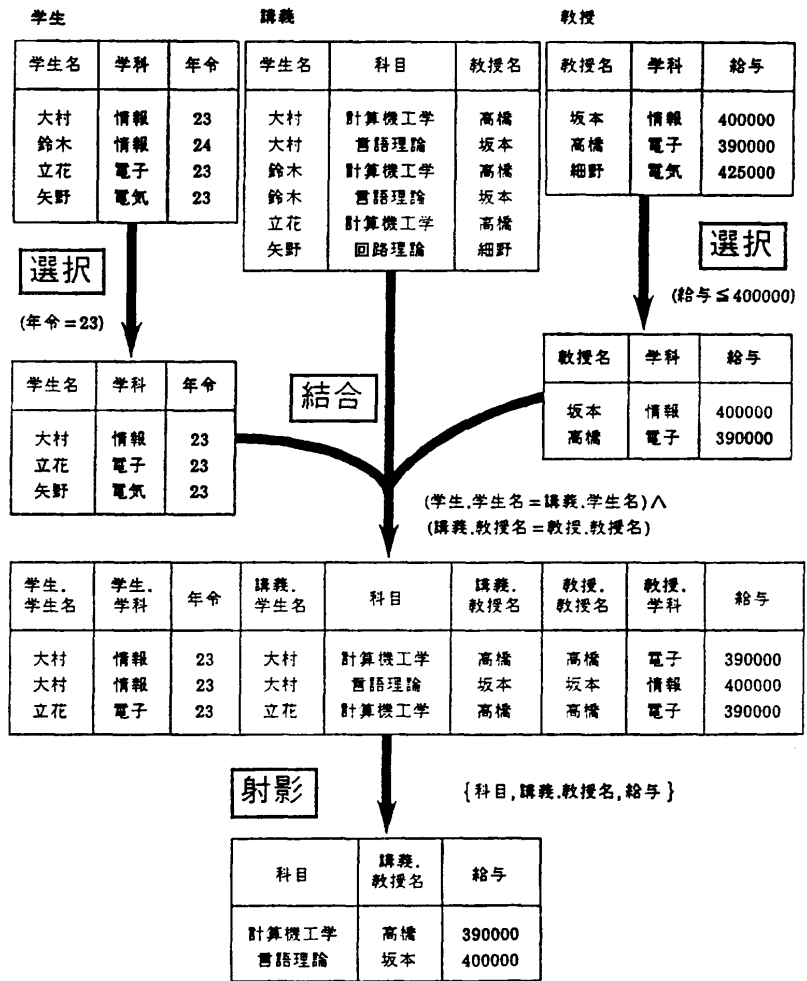 学生 講義 教授
学生名 学科 年令 学生名 科目 教授名 教授名 学科 給与
大村 情報 23 大村 計算機工学 高橋 坂本 情報 400000
鈴木 情報 24 大村 言語理論 坂本 高橋 電子 390000
立花 電子 23 鈴木 計算機工学 高橋 細野 電気 425000
矢野 電気 23 鈴木 言語理論 坂本
立花 計算機工学 高橋
矢野 回路理論 細野
選択 選択
(年令=23) (給与≦400000)
学生名 学科 年令 結合 教授名 学科 給与
大村 情報 23 坂本 情報 400000
立花 電子 23 高橋 電子 390000
矢野 電気 23
(学生.学生名=講義.学生名)∧
(講義.教授名=教授.教授名)
学生.学生名 学生.学科 年令 講義.学生名 科目 講義.教授名 教授.教授名 教授.学科 給与
大村 情報 23 大村 計算機工学 高橋 高橋 電子 390000
大村 情報 23 大村 言語理論 坂本 坂本 情報 400000
立花 電子 23 立花 計算機工学 高橋 高橋 電子 390000
射影 {科目,講義.教授名,給与}
科目 講義.教授名 給与
計算機工学 高橋 390000
言語理論 坂本 400000